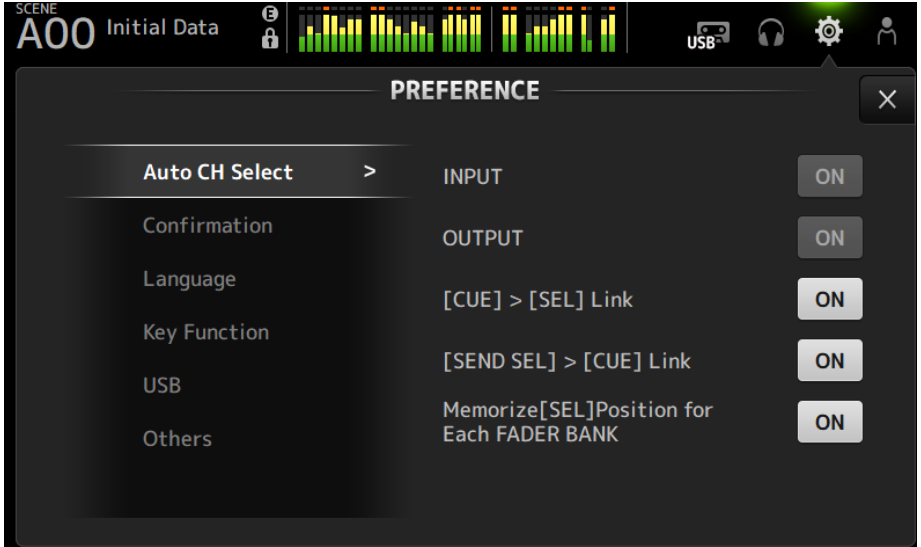 SCENE
A00 Initial Data
E
USB
PREFERENCE
Auto CH Select >
Confirmation
Language
Key Function
USB
Others
INPUT ON
OUTPUT ON
[CUE] > [SEL] Link ON
[SEND SEL] > [CUE] Link ON
Memorize[SEL]Position for
Each FADER BANK ON